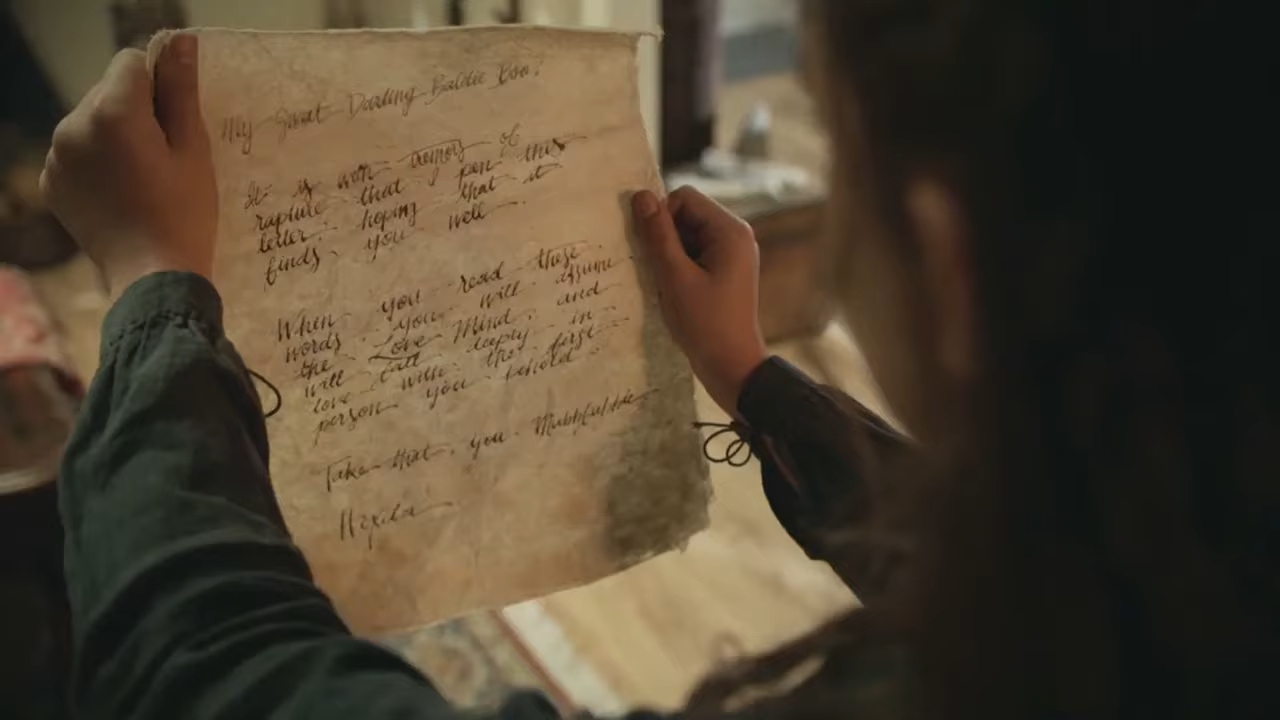 My Sweet Darling Baldie Boo!
It is with tremors of
rapture that I pen this
letter, hoping that it
finds you well.
When you read these
words, you will assume
the Love Mind, and
will fall deeply in
love with the first
person you behold.
Take that, you